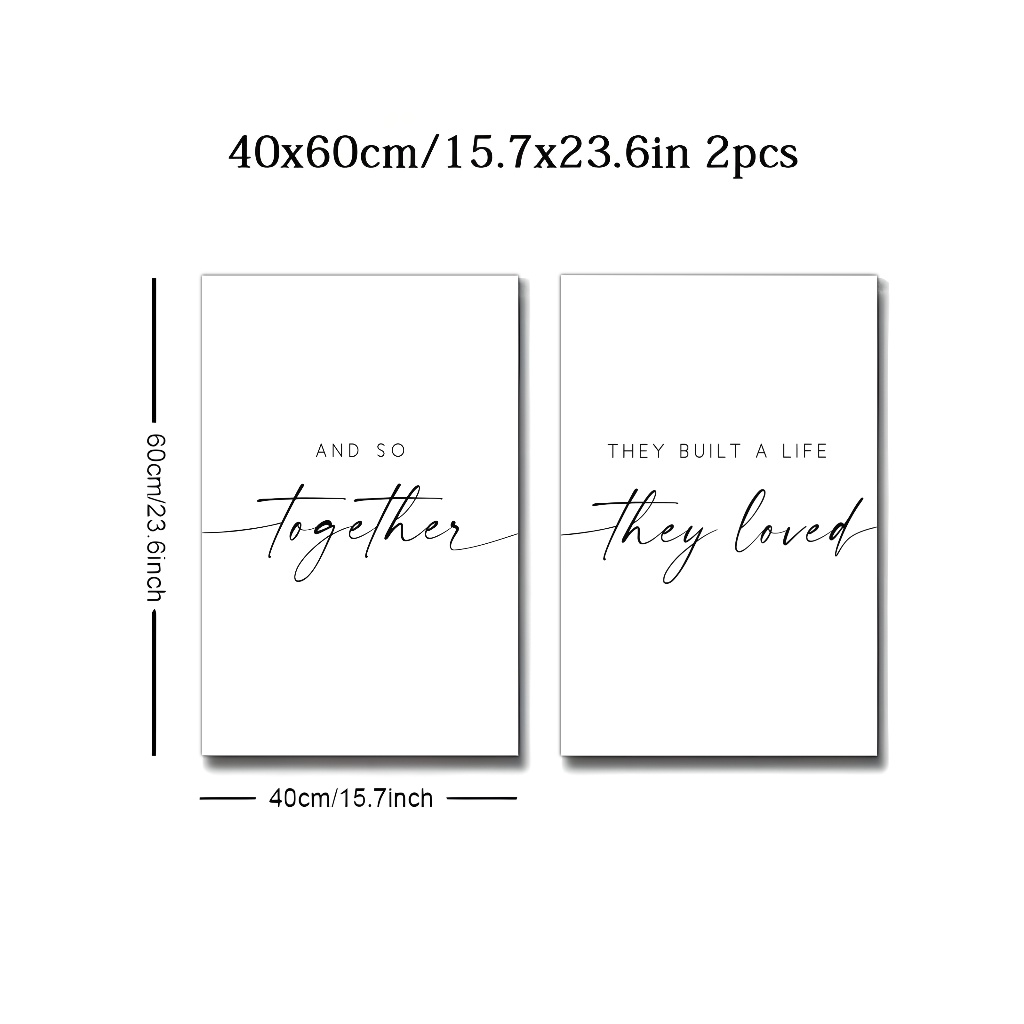 40x60cm/15.7x23.6in 2pcs
60cm/23.6inch
AND SO
together
THEY BUILT A LIFE
they loved
40cm/15.7inch